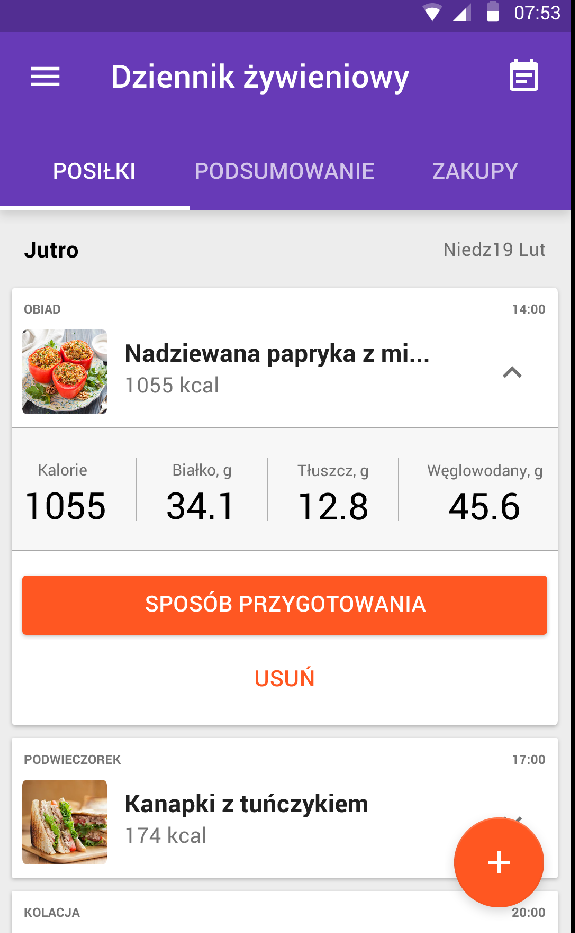 07:53
Dziennik żywieniowy
POSIŁKI PODSUMOWANIE ZAKUPY
Jutro Niedz19 Lut
OBIAD 14:00
Nadziewana papryka z mi...
1055 kcal
Kalorie Białko, g Tłuszcz, g Węglowodany, g
1055 34.1 12.8 45.6
SPOSÓB PRZYGOTOWANIA
USUŃ
PODWIECZOREK 17:00
Kanapki z tuńczykiem
174 kcal
+
KOLACJA 20:00